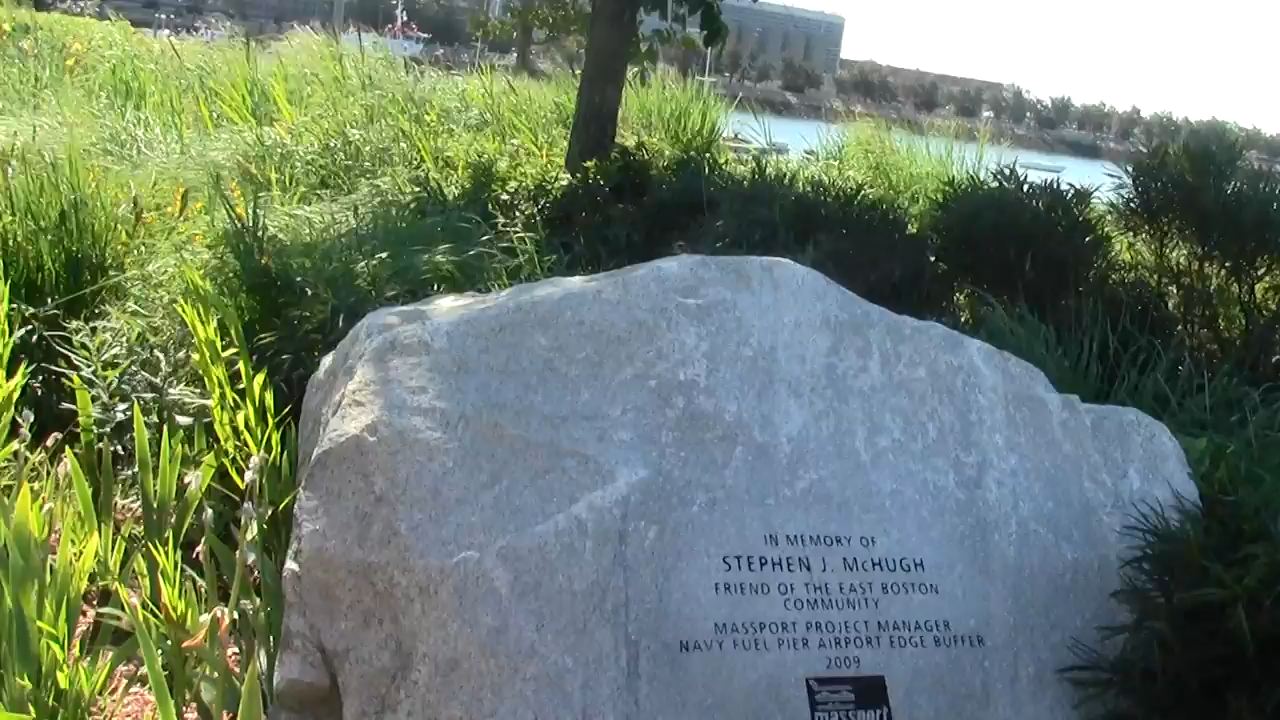 IN MEMORY OF
STEPHEN J. McHUGH
FRIEND OF THE EAST BOSTON
COMMUNITY
MASSPORT PROJECT MANAGER
NAVY FUEL PIER AIRPORT EDGE BUFFER
2009
massport